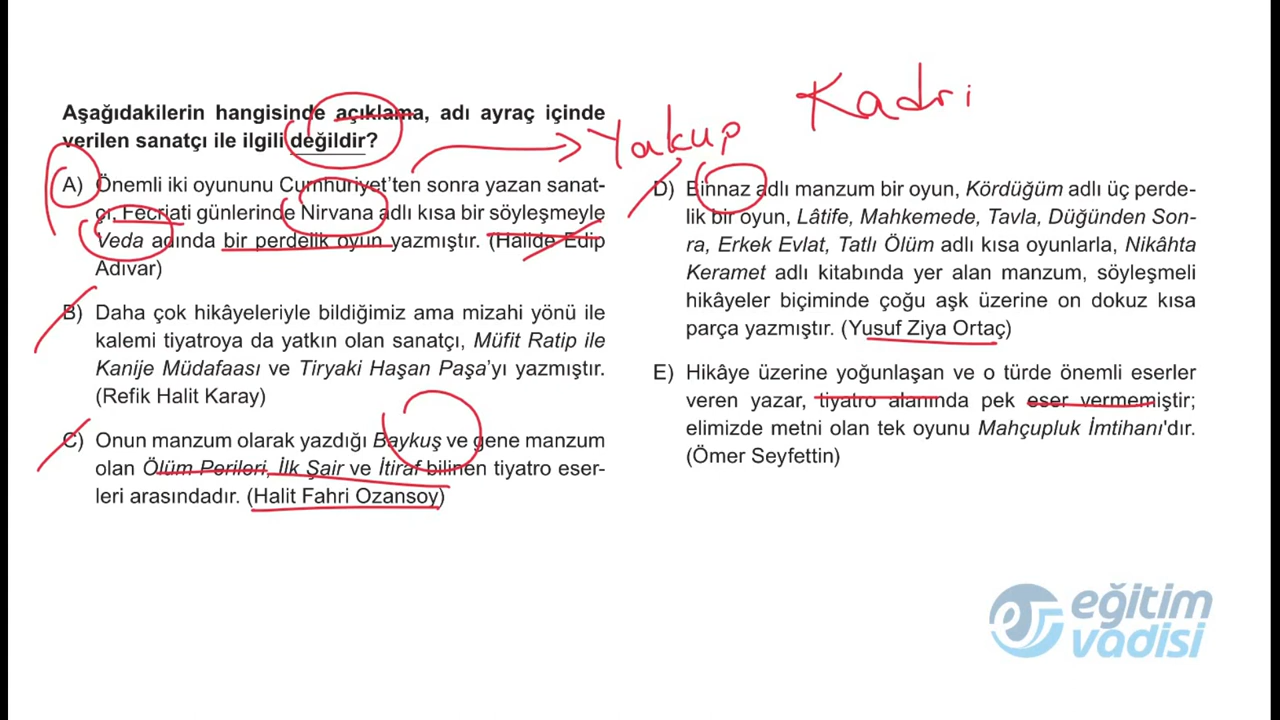 Aşağıdakilerin hangisinde açıklama, adı ayraç içinde
verilen sanatçı ile ilgili değildir?
A) Önemli iki oyununu Cumhuriyet'ten sonra yazan sanat-
çı, Fecriati günlerinde Nirvana adlı kısa bir söyleşmeyle
Veda adında bir perdelik oyun yazmıştır. (Halide Edip
Adıvar)
B) Daha çok hikâyeleriyle bildiğimiz ama mizahi yönü ile
kalemi tiyatroya da yatkın olan sanatçı, Müfit Ratip ile
Kanije Müdafaası ve Tiryaki Haşan Paşa'yı yazmıştır.
(Refik Halit Karay)
C) Onun manzum olarak yazdığı Baykuş ve gene manzum
olan Ölüm Perileri, İlk Şair ve İtiraf bilinen tiyatro eser-
leri arasındadır. (Halit Fahri Ozansoy)
Yakup Kadri
D) Binnaz adlı manzum bir oyun, Kördüğüm adlı üç perde-
lik bir oyun, Lâtife, Mahkemede, Tavla, Düğünden Son-
ra, Erkek Evlat, Tatlı Ölüm adlı kısa oyunlarla, Nikâhta
Keramet adlı kitabında yer alan manzum, söyleşmeli
hikâyeler biçiminde çoğu aşk üzerine on dokuz kısa
parça yazmıştır. (Yusuf Ziya Ortaç)
E) Hikâye üzerine yoğunlaşan ve o türde önemli eserler
veren yazar, tiyatro alanında pek eser vermemiştir;
elimizde metni olan tek oyunu Mahçupluk İmtihanı'dır.
(Ömer Seyfettin)
eğitim
vadisi